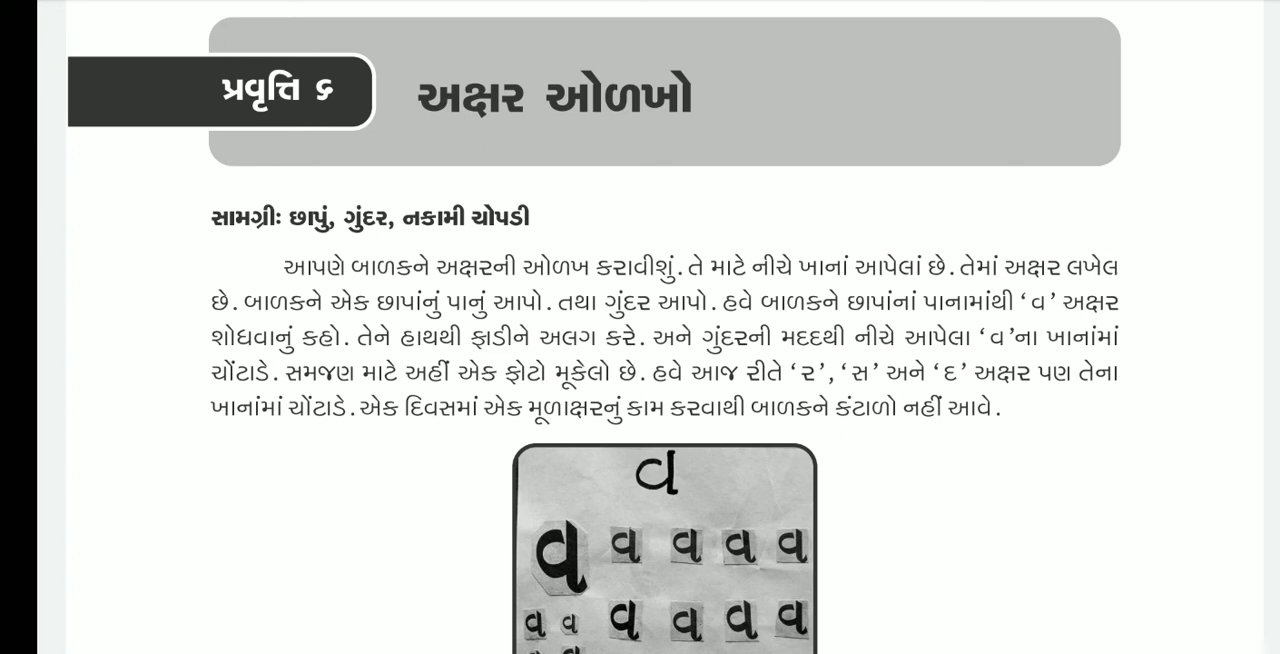 પ્રવૃત્તિ ૬
અક્ષર ઓળખો
સામગ્રીઃ છાપું, ગુંદર, નકામી ચોપડી
આપણે બાળકને અક્ષરની ઓળખ કરાવીશું. તે માટે નીચે ખાનાં આપેલાં છે. તેમાં અક્ષર લખેલ
છે. બાળકને એક છાપાંનું પાનું આપો. તથા ગુંદર આપો. હવે બાળકને છાપાંનાં પાનામાંથી ‘વ’ અક્ષર
શોધવાનું કહો. તેને હાથથી ફાડીને અલગ કરે. અને ગુંદરની મદદથી નીચે આપેલા ‘વ’ના ખાનાંમાં
ચોંટાડે. સમજણ માટે અહીં એક ફોટો મૂકેલો છે. હવે આજ રીતે ‘ર’, ‘સ’ અને ‘દ’ અક્ષર પણ તેના
ખાનાંમાં ચોંટાડે. એક દિવસમાં એક મૂળાક્ષરનું કામ કરવાથી બાળકને કંટાળો નહીં આવે.
વ
વ વ વ વ વ
વ વ વ વ વ વ